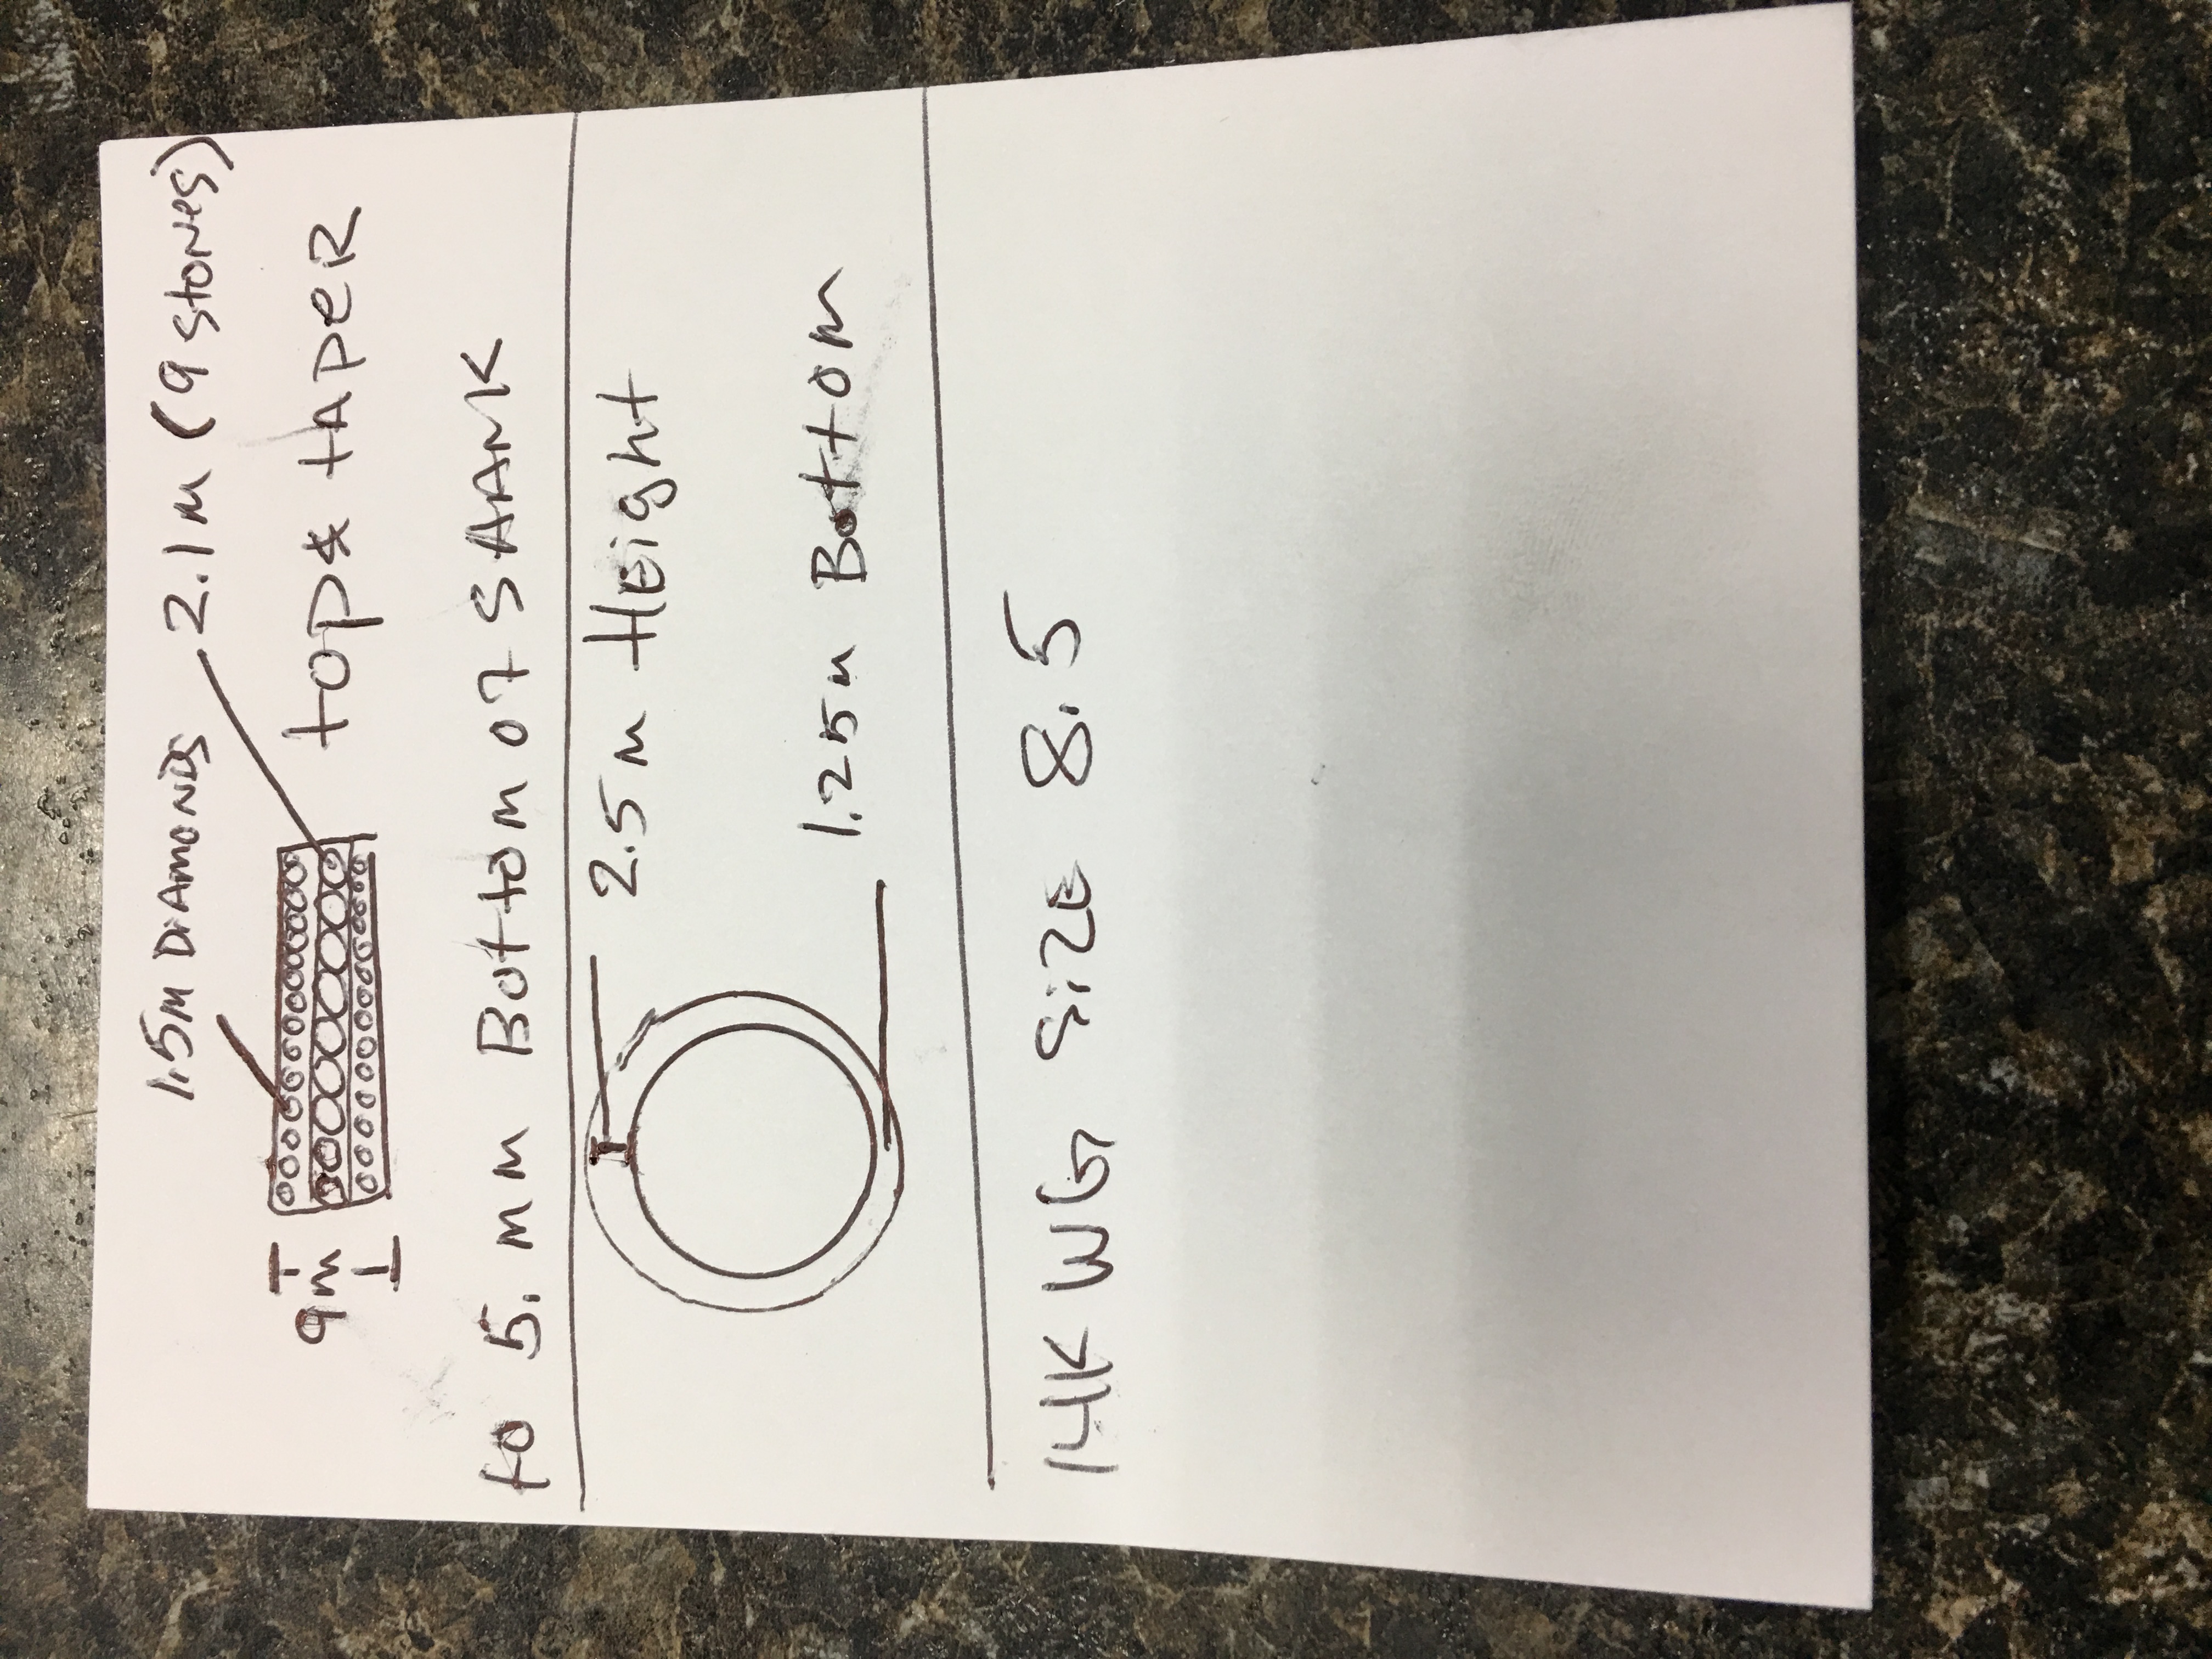 1.5m DiAmoNDS 2.1m (9 stones)
9m top & tAPER
to 5. mm Bottom of SHANK
2.5m HEight
1.25m Bottom
14K WG SiZE 8.5